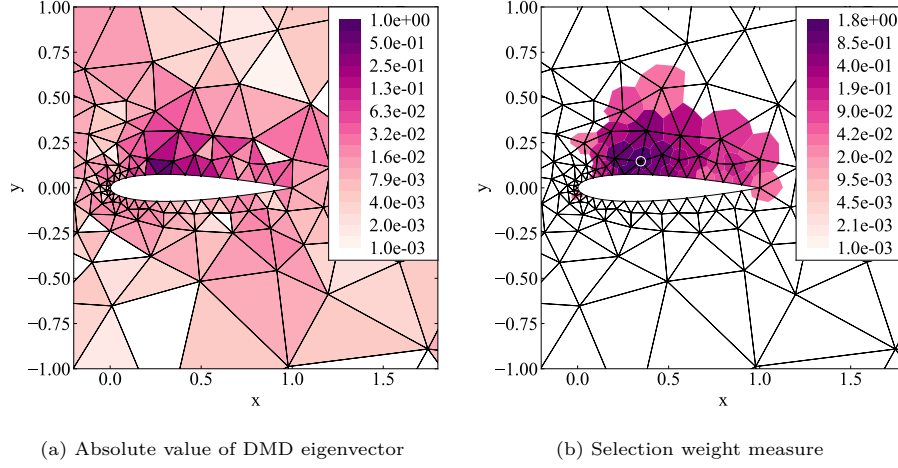 1.00
0.75
0.50
0.25
0.00
−0.25
−0.50
−0.75
−1.00
y
0.0
0.5
1.0
1.5
x
1.0e+00
5.0e-01
2.5e-01
1.3e-01
6.3e-02
3.2e-02
1.6e-02
7.9e-03
4.0e-03
2.0e-03
1.0e-03
(a) Absolute value of DMD eigenvector
1.00
0.75
0.50
0.25
0.00
−0.25
−0.50
−0.75
−1.00
y
0.0
0.5
1.0
1.5
x
1.8e+00
8.5e-01
4.0e-01
1.9e-01
9.0e-02
4.2e-02
2.0e-02
9.5e-03
4.5e-03
2.1e-03
1.0e-03
(b) Selection weight measure